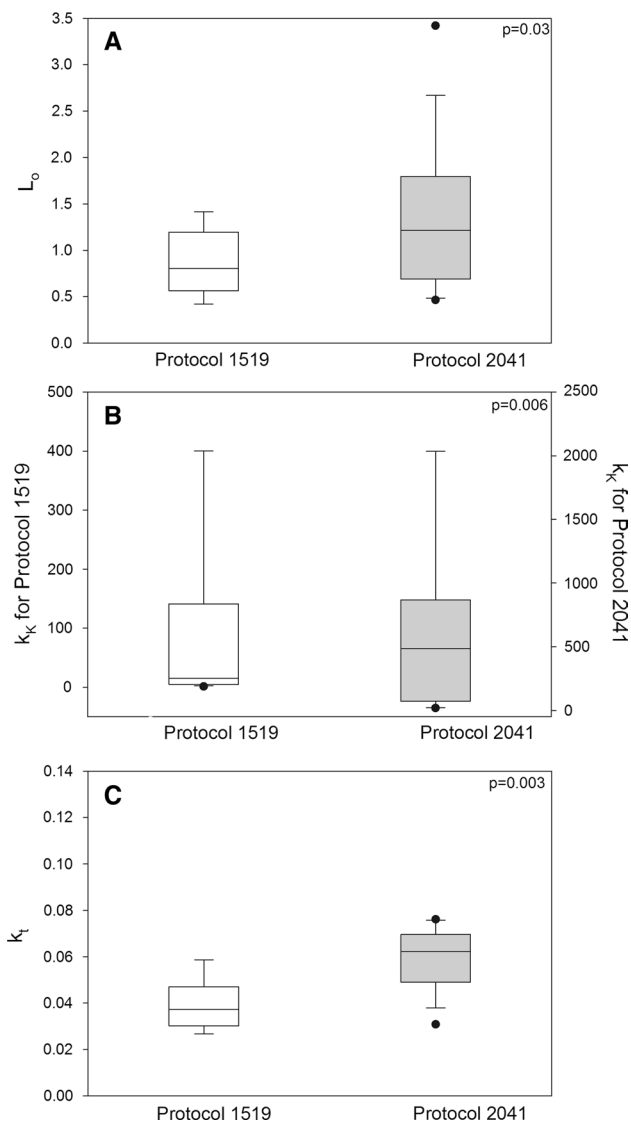 A
p=0.03
3.5
3.0
2.5
2.0
1.5
1.0
0.5
0.0
Lo
Protocol 1519
Protocol 2041
B
p=0.006
500
400
300
200
100
0
kK for Protocol 1519
2500
2000
1500
1000
500
0
kK for Protocol 2041
Protocol 1519
Protocol 2041
C
p=0.003
0.14
0.12
0.10
0.08
0.06
0.04
0.02
0.00
kt
Protocol 1519
Protocol 2041